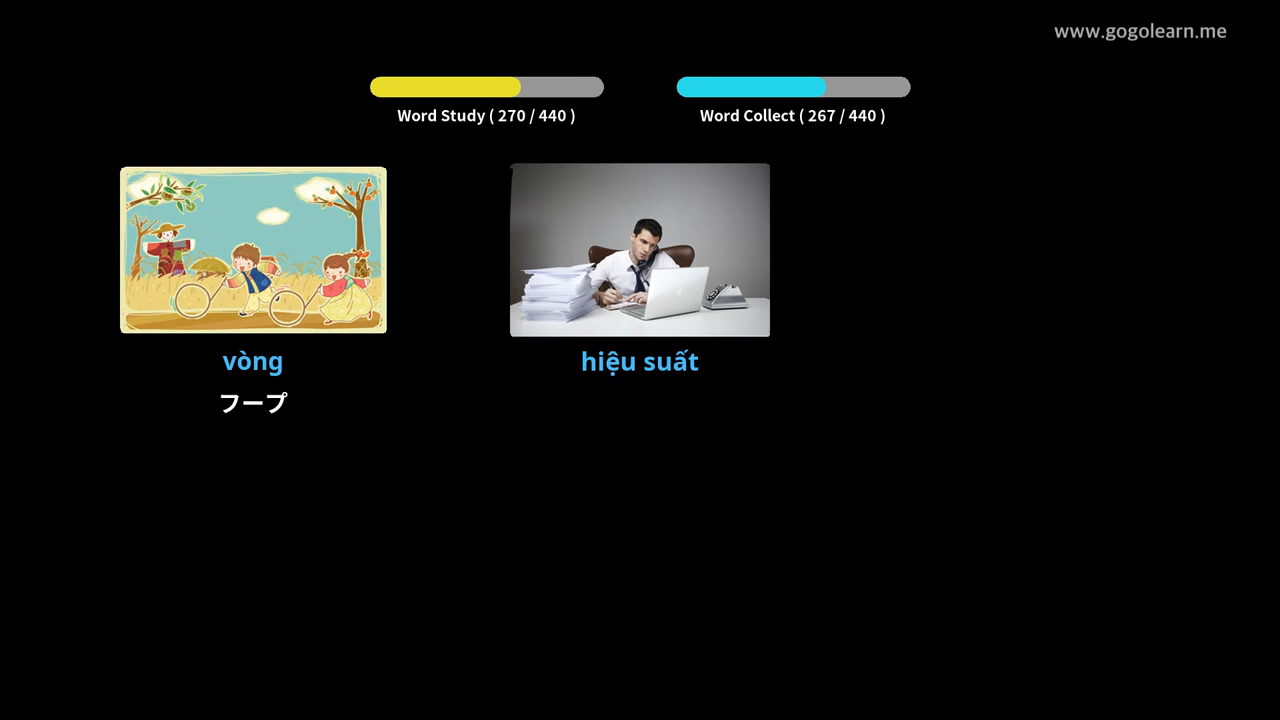 www.gogolearn.me
Word Study ( 270 / 440 )
Word Collect ( 267 / 440 )
vòng
フープ
hiệu suất